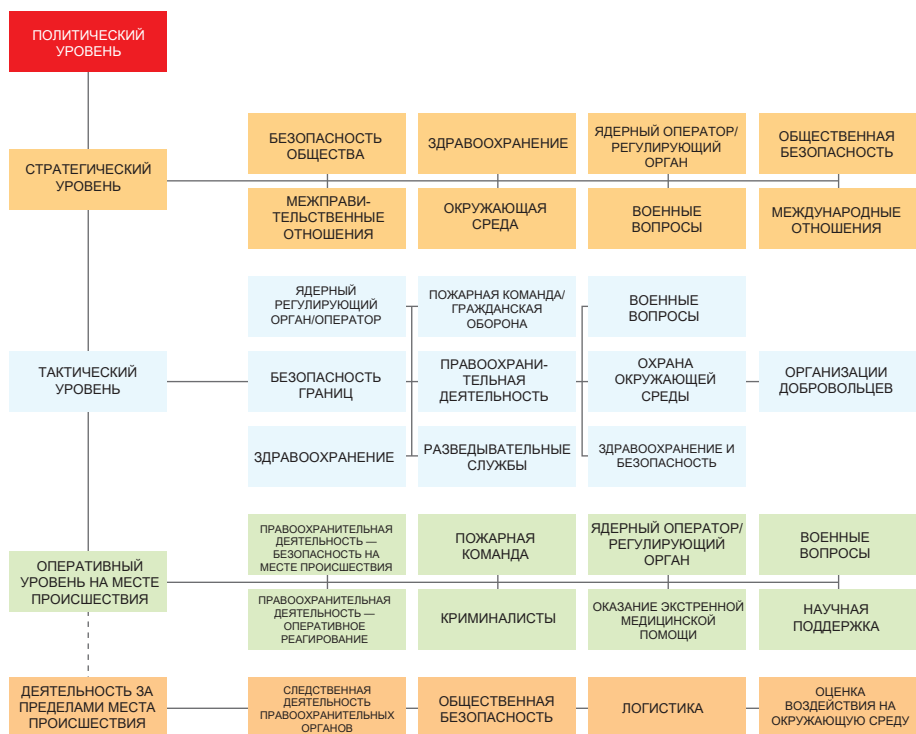 ПОЛИТИЧЕСКИЙ
УРОВЕНЬ
СТРАТЕГИЧЕСКИЙ
УРОВЕНЬ
БЕЗОПАСНОСТЬ
ОБЩЕСТВА
ЗДРАВООХРАНЕНИЕ
ЯДЕРНЫЙ ОПЕРАТОР/
РЕГУЛИРУЮЩИЙ
ОРГАН
ОБЩЕСТВЕННАЯ
БЕЗОПАСНОСТЬ
МЕЖПРАВИ-
ТЕЛЬСТВЕННЫЕ
ОТНОШЕНИЯ
ОКРУЖАЮЩАЯ
СРЕДА
ВОЕННЫЕ
ВОПРОСЫ
МЕЖДУНАРОДНЫЕ
ОТНОШЕНИЯ
ТАКТИЧЕСКИЙ
УРОВЕНЬ
ЯДЕРНЫЙ
РЕГУЛИРУЮЩИЙ
ОРГАН/ОПЕРАТОР
ПОЖАРНАЯ КОМАНДА/
ГРАЖДАНСКАЯ
ОБОРОНА
ВОЕННЫЕ
ВОПРОСЫ
БЕЗОПАСНОСТЬ
ГРАНИЦ
ПРАВООХРАНИ-
ТЕЛЬНАЯ
ДЕЯТЕЛЬНОСТЬ
ОХРАНА
ОКРУЖАЮЩЕЙ
СРЕДЫ
ОРГАНИЗАЦИИ
ДОБРОВОЛЬЦЕВ
ЗДРАВООХРАНЕНИЕ
РАЗВЕДЫВАТЕЛЬНЫЕ
СЛУЖБЫ
ЗДРАВООХРАНЕНИЕ И
БЕЗОПАСНОСТЬ
ОПЕРАТИВНЫЙ
УРОВЕНЬ НА МЕСТЕ
ПРОИСШЕСТВИЯ
ПРАВООХРАНИТЕЛЬНАЯ
ДЕЯТЕЛЬНОСТЬ —
БЕЗОПАСНОСТЬ НА
МЕСТЕ ПРОИСШЕСТВИЯ
ПОЖАРНАЯ
КОМАНДА
ЯДЕРНЫЙ ОПЕРАТОР/
РЕГУЛИРУЮЩИЙ
ОРГАН
ВОЕННЫЕ
ВОПРОСЫ
ПРАВООХРАНИТЕЛЬНАЯ
ДЕЯТЕЛЬНОСТЬ —
ОПЕРАТИВНОЕ
РЕАГИРОВАНИЕ
КРИМИНАЛИСТЫ
ОКАЗАНИЕ ЭКСТРЕННОЙ
МЕДИЦИНСКОЙ
ПОМОЩИ
НАУЧНАЯ
ПОДДЕРЖКА
ДЕЯТЕЛЬНОСТЬ ЗА
ПРЕДЕЛАМИ МЕСТА
ПРОИСШЕСТВИЯ
СЛЕДСТВЕННАЯ
ДЕЯТЕЛЬНОСТЬ
ПРАВООХРАНИТЕЛЬНЫХ
ОРГАНОВ
ОБЩЕСТВЕННАЯ
БЕЗОПАСНОСТЬ
ЛОГИСТИКА
ОЦЕНКА
ВОЗДЕЙСТВИЯ НА
ОКРУЖАЮЩУЮ СРЕДУ